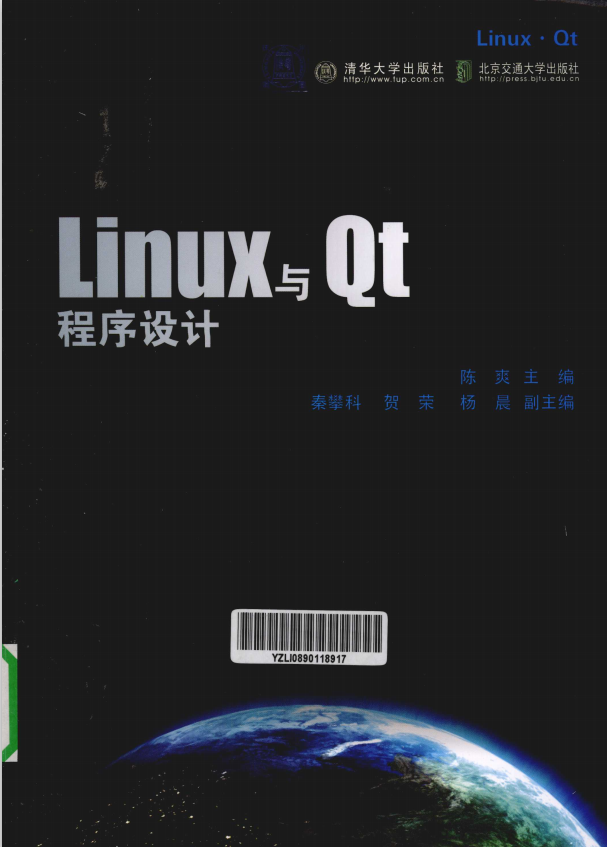 Linux · Qt
清华大学出版社 北京交通大学出版社
http://www.tup.com.cn http://press.bjtu.edu.cn
Linux与Qt
程序设计
陈 爽 主 编
秦攀科 贺 荣 杨 晨 副主编
YZLI0890118917